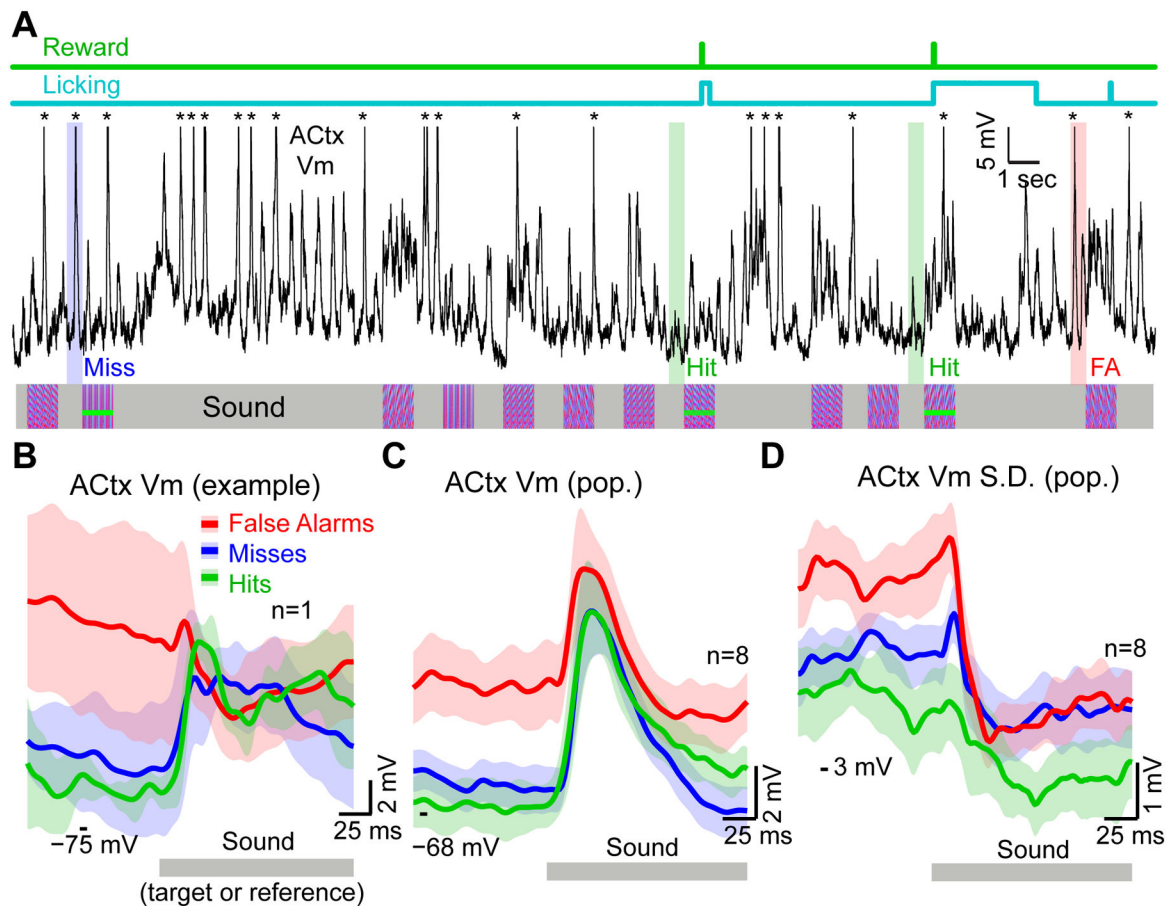 A
Reward
Licking
* * * * * * * * * * * * * * * * * * * * *
ACtx
Vm
5 mV
1 sec
Miss
Hit
Hit
FA
Sound
B
ACtx Vm (example)
False Alarms
Misses
Hits
n=1
−75 mV
2 mV
25 ms
Sound
(target or reference)
C
ACtx Vm (pop.)
n=8
−68 mV
2 mV
25 ms
Sound
D
ACtx Vm S.D. (pop.)
n=8
3 mV
1 mV
25 ms
Sound